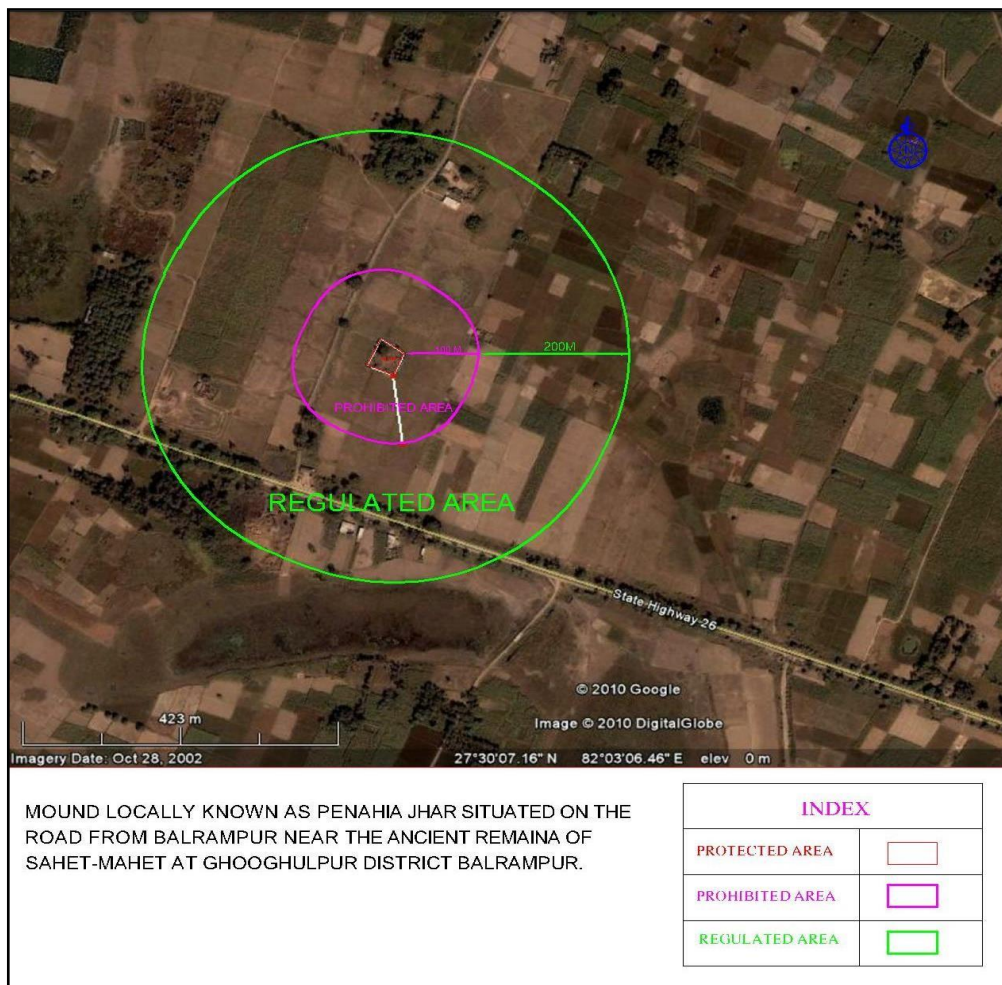 200M
100 M
PROHIBITED AREA
REGULATED AREA
State Highway 26
© 2010 Google
423 m
Image © 2010 DigitalGlobe
Imagery Date: Oct 28, 2002
27°30'07.16" N 82°03'06.46" E elev 0 m
MOUND LOCALLY KNOWN AS PENAHIA JHAR SITUATED ON THE
ROAD FROM BALRAMPUR NEAR THE ANCIENT REMAINA OF
SAHET-MAHET AT GHOOGHULPUR DISTRICT BALRAMPUR.
INDEX
PROTECTED AREA
PROHIBITED AREA
REGULATED AREA